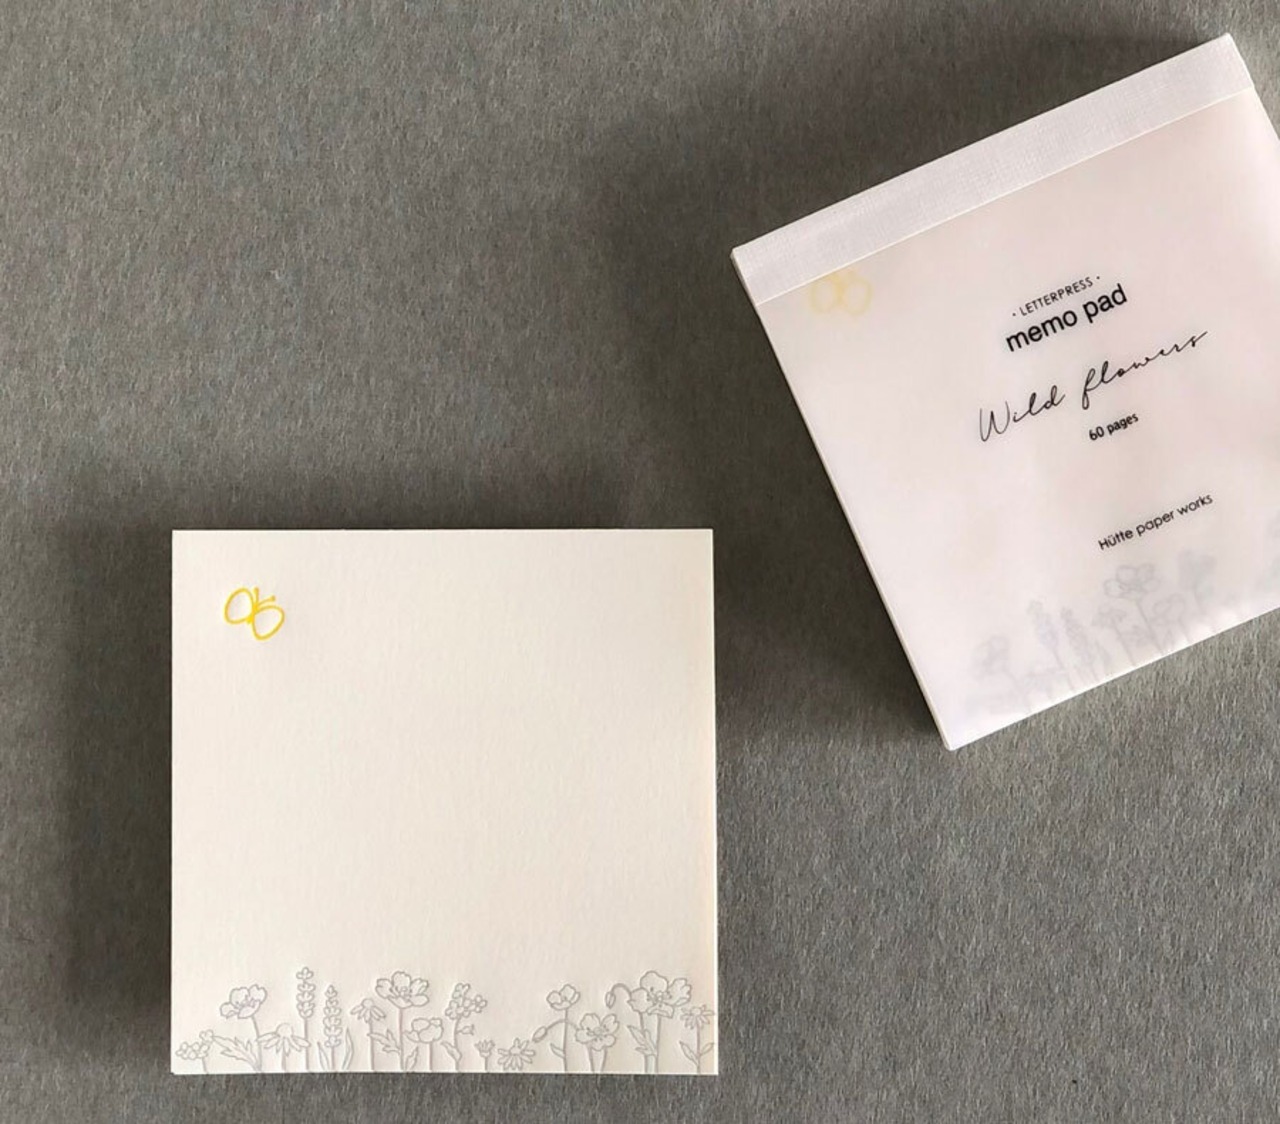 · LETTERPRESS ·
memo pad
Wild flowers
60 pages
Hütte paper works